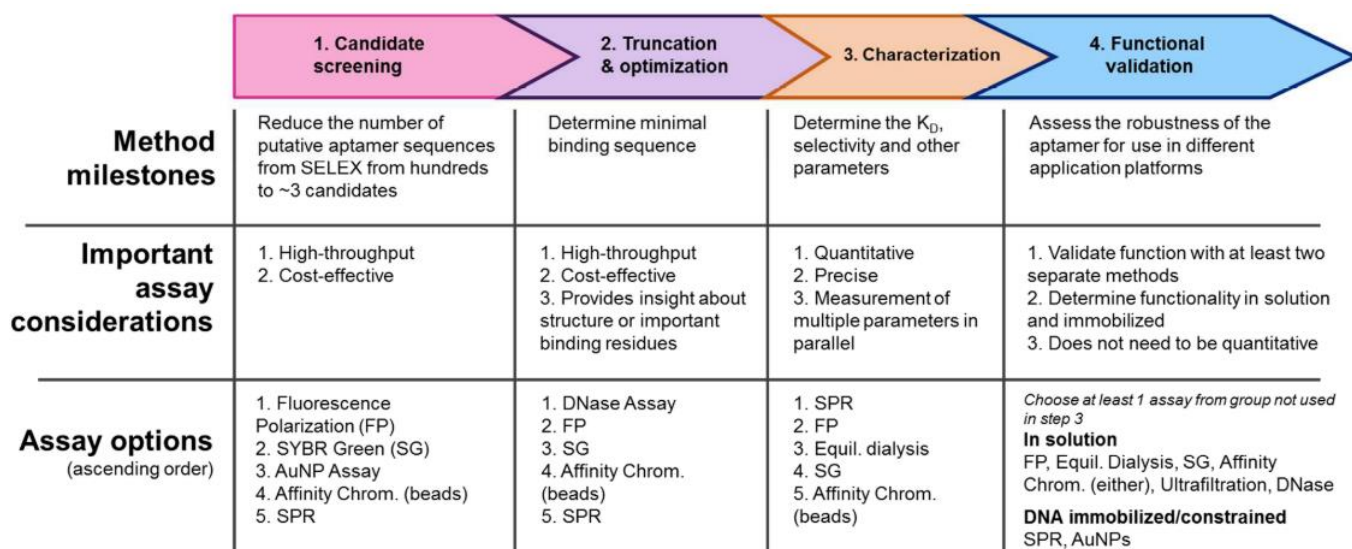 1. Candidate
screening
2. Truncation
& optimization
3. Characterization
4. Functional
validation
Method
milestones
Reduce the number of
putative aptamer sequences
from SELEX from hundreds
to ~3 candidates
Determine minimal
binding sequence
Determine the KD,
selectivity and other
parameters
Assess the robustness of the
aptamer for use in different
application platforms
Important
assay
considerations
1. High-throughput
2. Cost-effective
1. High-throughput
2. Cost-effective
3. Provides insight about
structure or important
binding residues
1. Quantitative
2. Precise
3. Measurement of
multiple parameters in
parallel
1. Validate function with at least two
separate methods
2. Determine functionality in solution
and immobilized
3. Does not need to be quantitative
Assay options
(ascending order)
1. Fluorescence
Polarization (FP)
2. SYBR Green (SG)
3. AuNP Assay
4. Affinity Chrom. (beads)
5. SPR
1. DNase Assay
2. FP
3. SG
4. Affinity Chrom.
(beads)
5. SPR
1. SPR
2. FP
3. Equil. dialysis
4. SG
5. Affinity Chrom.
(beads)
Choose at least 1 assay from group not used
in step 3
In solution
FP, Equil. Dialysis, SG, Affinity
Chrom. (either), Ultrafiltration, DNase
DNA immobilized/constrained
SPR, AuNPs